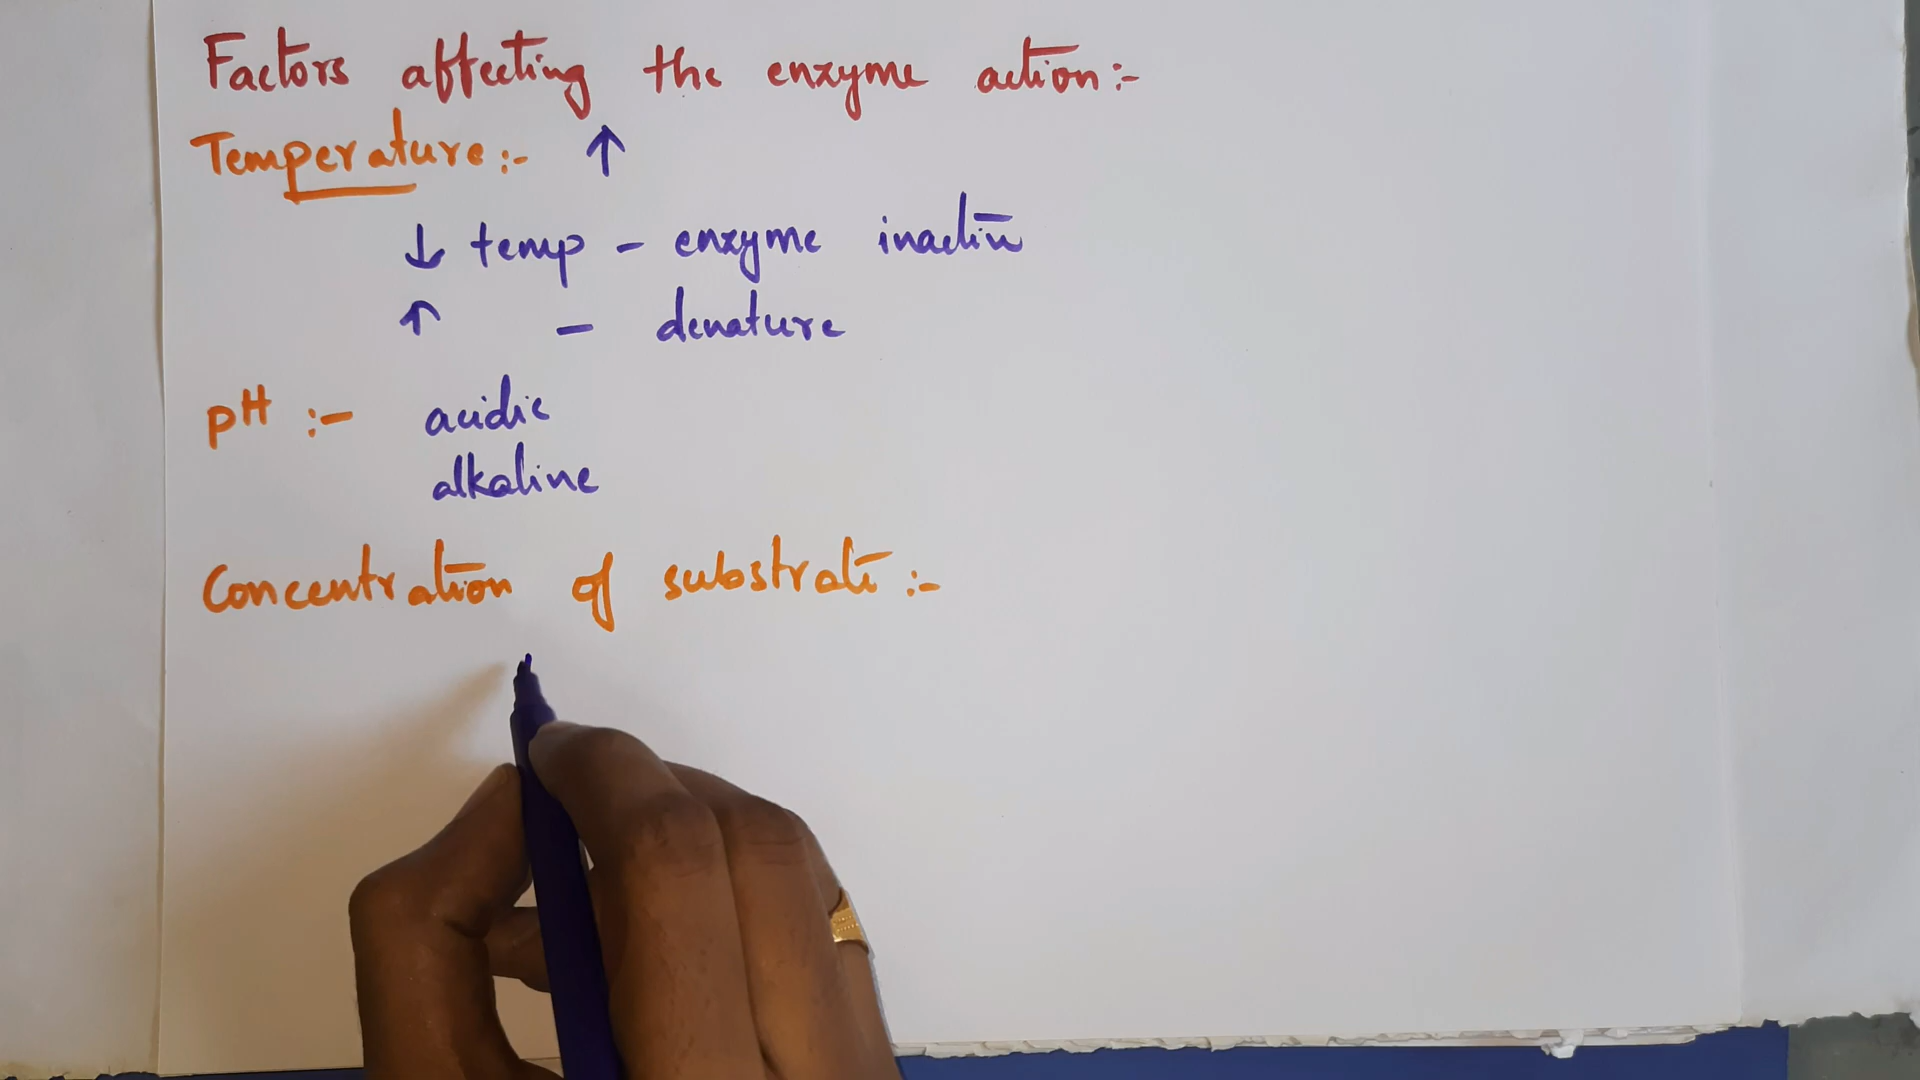 Factors affecting the enzyme action:-
Temperature:- ↑
↓ temp - enzyme inactive
↑ - denature
pH :- acidic
alkaline
Concentration of substrate:-